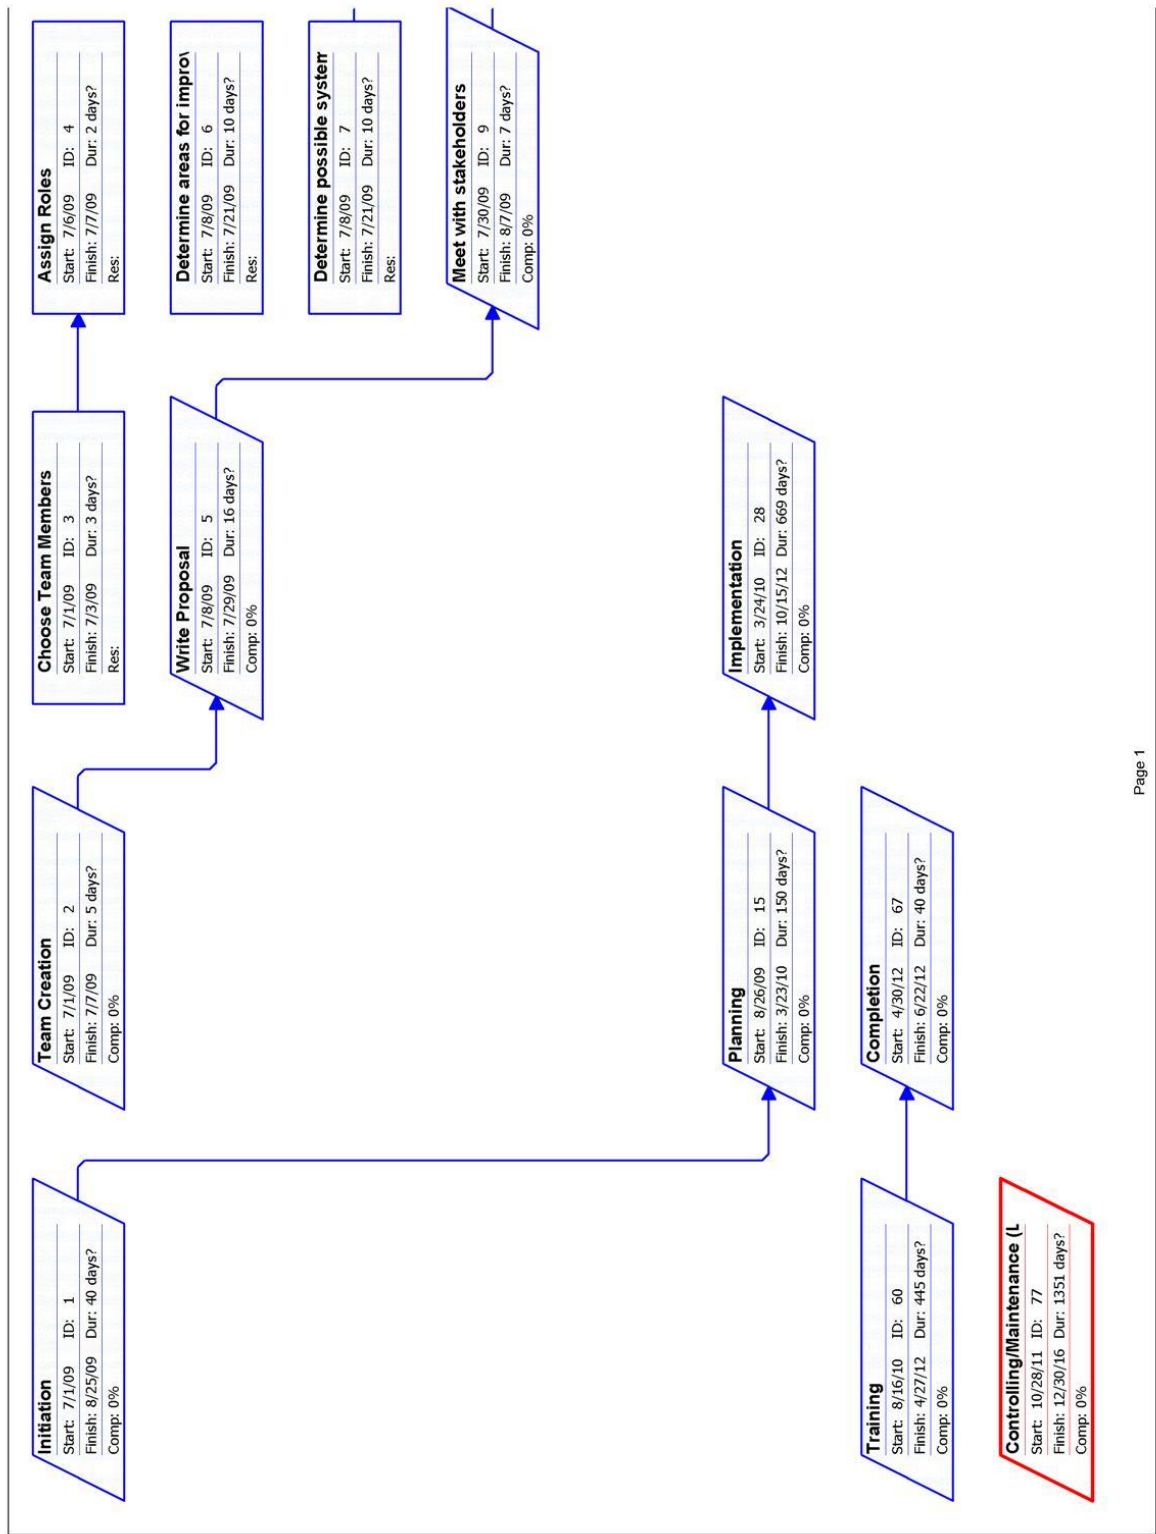 Initiation
Start: 7/1/09 ID: 1
Finish: 8/25/09 Dur: 40 days?
Comp: 0%
Team Creation
Start: 7/1/09 ID: 2
Finish: 7/7/09 Dur: 5 days?
Comp: 0%
Choose Team Members
Start: 7/1/09 ID: 3
Finish: 7/3/09 Dur: 3 days?
Res:
Assign Roles
Start: 7/6/09 ID: 4
Finish: 7/7/09 Dur: 2 days?
Res:
Write Proposal
Start: 7/8/09 ID: 5
Finish: 7/29/09 Dur: 16 days?
Comp: 0%
Determine areas for improv
Start: 7/8/09 ID: 6
Finish: 7/21/09 Dur: 10 days?
Res:
Determine possible system
Start: 7/8/09 ID: 7
Finish: 7/21/09 Dur: 10 days?
Res:
Meet with stakeholders
Start: 7/30/09 ID: 9
Finish: 8/7/09 Dur: 7 days?
Comp: 0%
Planning
Start: 8/26/09 ID: 15
Finish: 3/23/10 Dur: 150 days?
Comp: 0%
Implementation
Start: 3/24/10 ID: 28
Finish: 10/15/12 Dur: 669 days?
Comp: 0%
Training
Start: 8/16/10 ID: 60
Finish: 4/27/12 Dur: 445 days?
Comp: 0%
Completion
Start: 4/30/12 ID: 67
Finish: 6/22/12 Dur: 40 days?
Comp: 0%
Controlling/Maintenance (L
Start: 10/28/11 ID: 77
Finish: 12/30/16 Dur: 1351 days?
Comp: 0%
Page 1